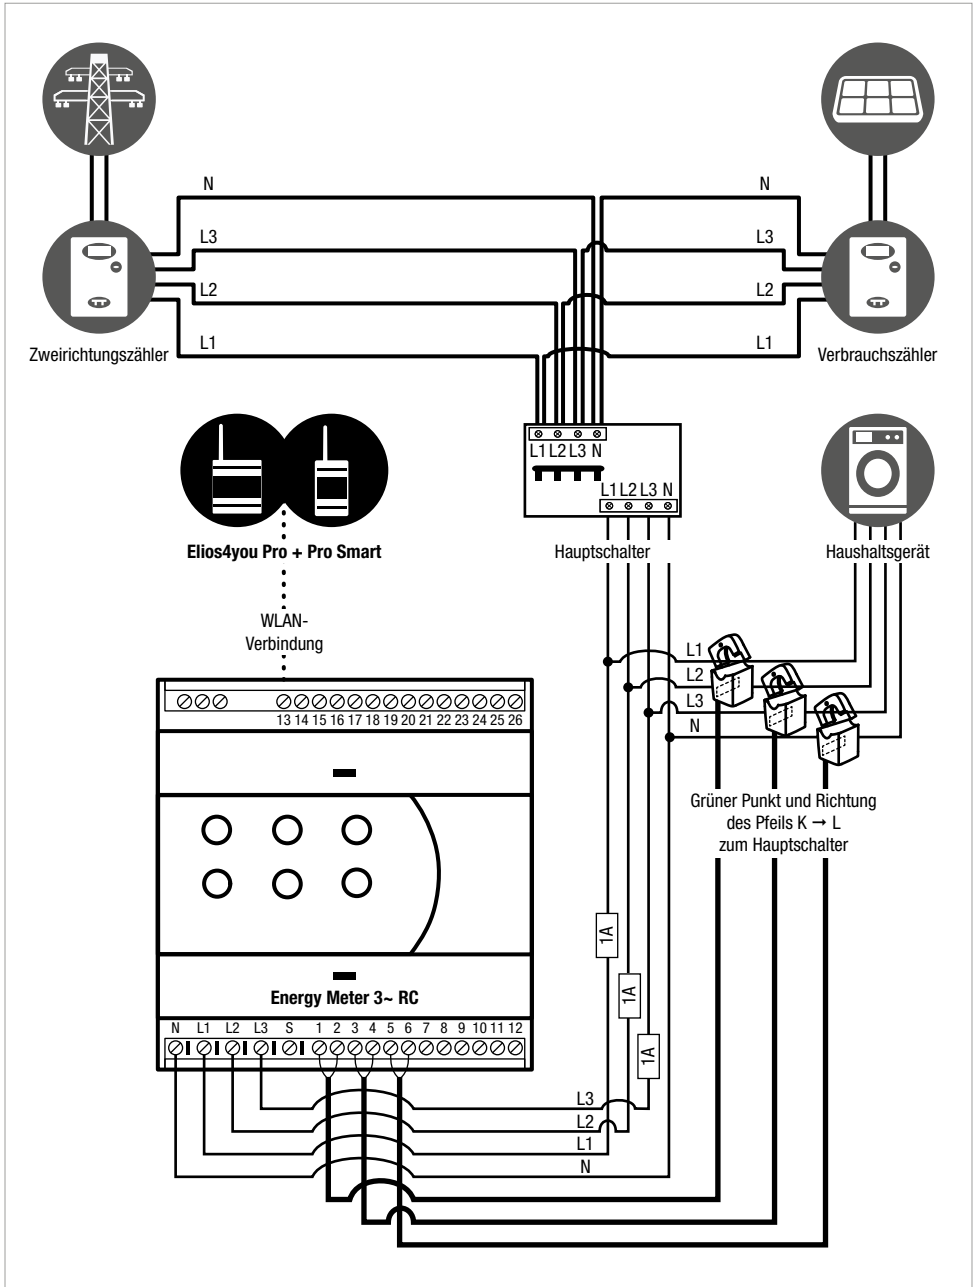 N
N
L3
L3
L2
L2
L1
L1
Zweirichtungszähler
Verbrauchszähler
L1 L2 L3 N
L1 L2 L3 N
Elios4you Pro + Pro Smart
Hauptschalter
Haushaltsgerät
WLAN-
Verbindung
L1
L2
L3
N
13 14 15 16 17 18 19 20 21 22 23 24 25 26
Grüner Punkt und Richtung
des Pfeils K → L
zum Hauptschalter
1A
1A
1A
Energy Meter 3~ RC
N L1 L2 L3 S 1 2 3 4 5 6 7 8 9 10 11 12
L3
L2
L1
N